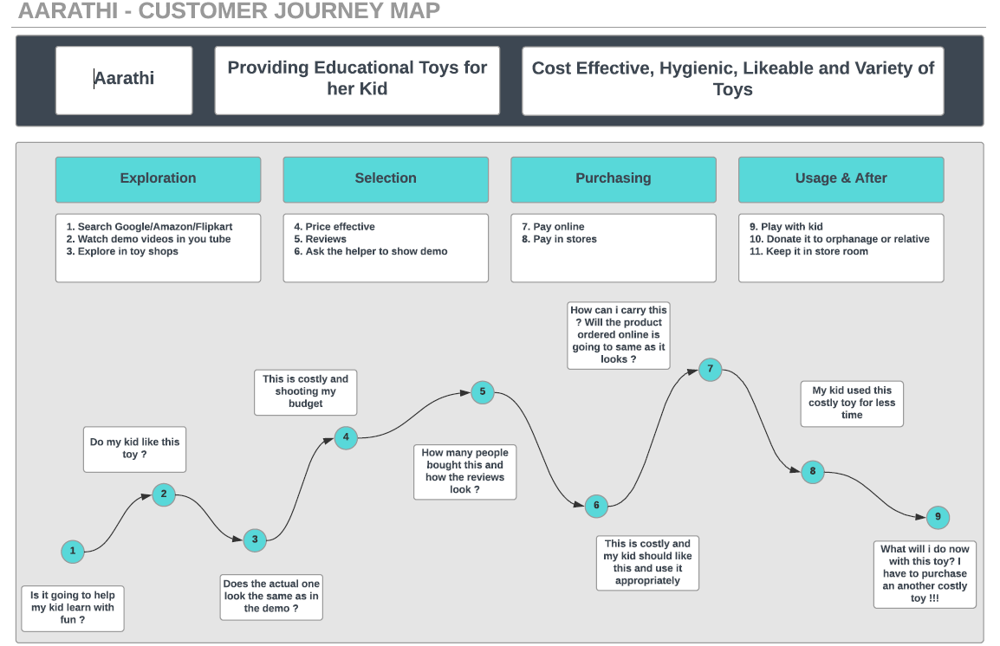 AARATHI - CUSTOMER JOURNEY MAP
Aarathi
Providing Educational Toys for
her Kid
Cost Effective, Hygienic, Likeable and Variety of
Toys
Exploration
Selection
Purchasing
Usage & After
1. Search Google/Amazon/Flipkart
2. Watch demo videos in you tube
3. Explore in toy shops
4. Price effective
5. Reviews
6. Ask the helper to show demo
7. Pay online
8. Pay in stores
9. Play with kid
10. Donate it to orphanage or relative
11. Keep it in store room
How can i carry this
? Will the product
ordered online is
going to same as it
looks ?
7
This is costly and
shooting my
budget
5
My kid used this
costly toy for less
time
Do my kid like this
toy ?
4
How many people
bought this and
how the reviews
look ?
8
2
6
9
3
1
This is costly and
my kid should like
this and use it
appropriately
What will i do now
with this toy? I
have to purchase
an another costly
toy !!!
Does the actual one
look the same as in
the demo ?
Is it going to help
my kid learn with
fun ?